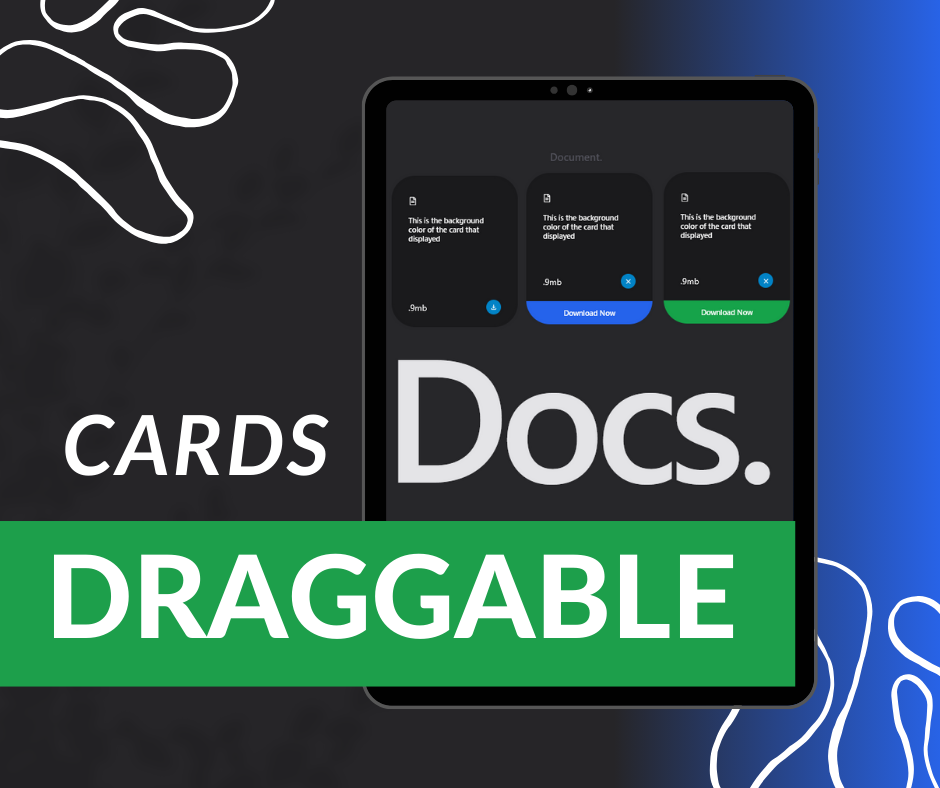 Document.
This is the background
color of the card that
displayed
.9mb
This is the background
color of the card that
displayed
.9mb
Download Now
This is the background
color of the card that
displayed
.9mb
Download Now
Docs.
CARDS
DRAGGABLE